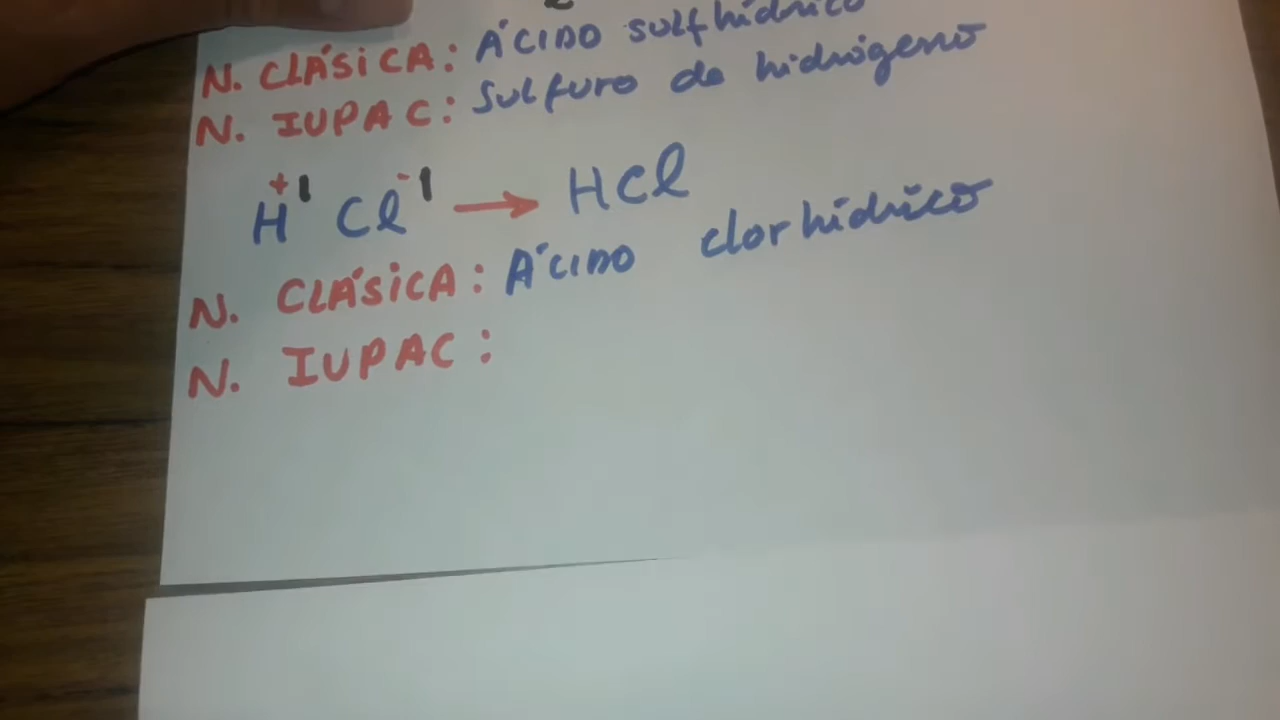 N. CLÁSICA: ÁCIDO sulfhídrico
N. IUPAC: Sulfuro de hidrógeno
H+1 Cl-1 → HCl
N. CLÁSICA: ÁCIDO clorhídrico
N. IUPAC: